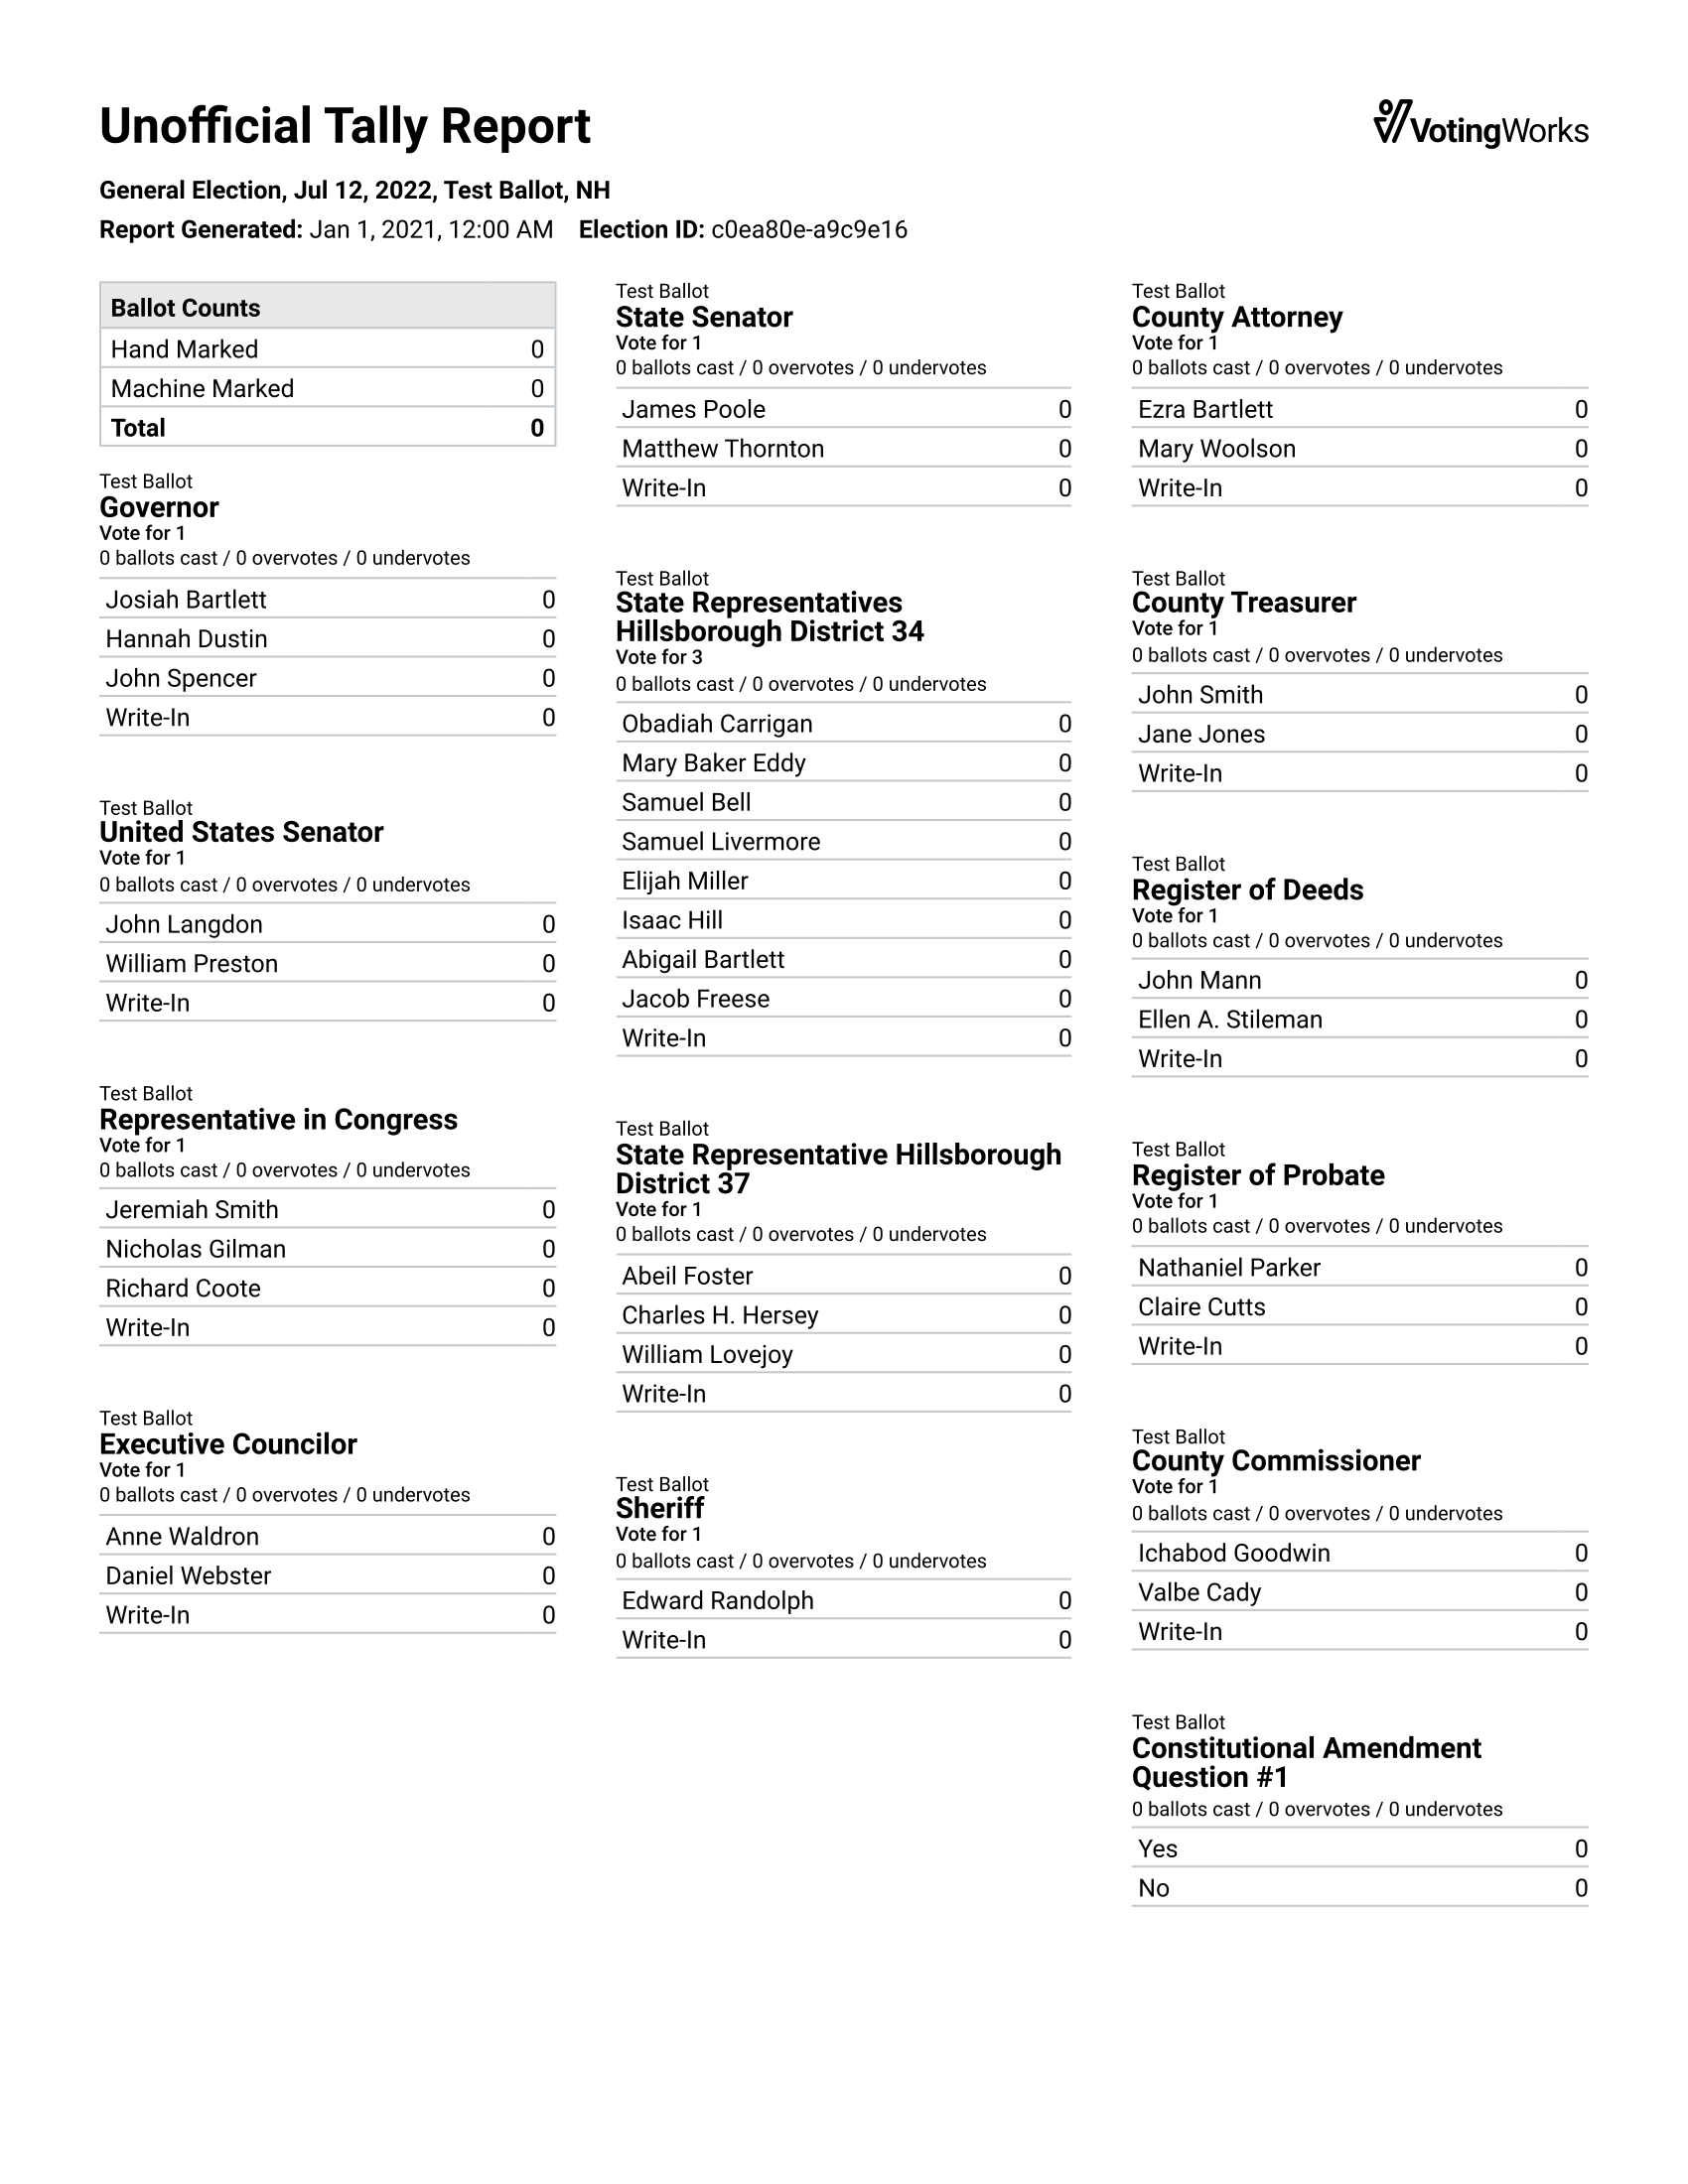 Unofficial Tally Report
VotingWorks
General Election, Jul 12, 2022, Test Ballot, NH
Report Generated: Jan 1, 2021, 12:00 AM Election ID: c0ea80e-a9c9e16
Ballot Counts
Hand Marked 0
Machine Marked 0
Total 0
Test Ballot
Governor
Vote for 1
0 ballots cast / 0 overvotes / 0 undervotes
Josiah Bartlett 0
Hannah Dustin 0
John Spencer 0
Write-In 0
Test Ballot
United States Senator
Vote for 1
0 ballots cast / 0 overvotes / 0 undervotes
John Langdon 0
William Preston 0
Write-In 0
Test Ballot
Representative in Congress
Vote for 1
0 ballots cast / 0 overvotes / 0 undervotes
Jeremiah Smith 0
Nicholas Gilman 0
Richard Coote 0
Write-In 0
Test Ballot
Executive Councilor
Vote for 1
0 ballots cast / 0 overvotes / 0 undervotes
Anne Waldron 0
Daniel Webster 0
Write-In 0
Test Ballot
State Senator
Vote for 1
0 ballots cast / 0 overvotes / 0 undervotes
James Poole 0
Matthew Thornton 0
Write-In 0
Test Ballot
State Representatives
Hillsborough District 34
Vote for 3
0 ballots cast / 0 overvotes / 0 undervotes
Obadiah Carrigan 0
Mary Baker Eddy 0
Samuel Bell 0
Samuel Livermore 0
Elijah Miller 0
Isaac Hill 0
Abigail Bartlett 0
Jacob Freese 0
Write-In 0
Test Ballot
State Representative Hillsborough
District 37
Vote for 1
0 ballots cast / 0 overvotes / 0 undervotes
Abeil Foster 0
Charles H. Hersey 0
William Lovejoy 0
Write-In 0
Test Ballot
Sheriff
Vote for 1
0 ballots cast / 0 overvotes / 0 undervotes
Edward Randolph 0
Write-In 0
Test Ballot
County Attorney
Vote for 1
0 ballots cast / 0 overvotes / 0 undervotes
Ezra Bartlett 0
Mary Woolson 0
Write-In 0
Test Ballot
County Treasurer
Vote for 1
0 ballots cast / 0 overvotes / 0 undervotes
John Smith 0
Jane Jones 0
Write-In 0
Test Ballot
Register of Deeds
Vote for 1
0 ballots cast / 0 overvotes / 0 undervotes
John Mann 0
Ellen A. Stileman 0
Write-In 0
Test Ballot
Register of Probate
Vote for 1
0 ballots cast / 0 overvotes / 0 undervotes
Nathaniel Parker 0
Claire Cutts 0
Write-In 0
Test Ballot
County Commissioner
Vote for 1
0 ballots cast / 0 overvotes / 0 undervotes
Ichabod Goodwin 0
Valbe Cady 0
Write-In 0
Test Ballot
Constitutional Amendment
Question #1
0 ballots cast / 0 overvotes / 0 undervotes
Yes 0
No 0